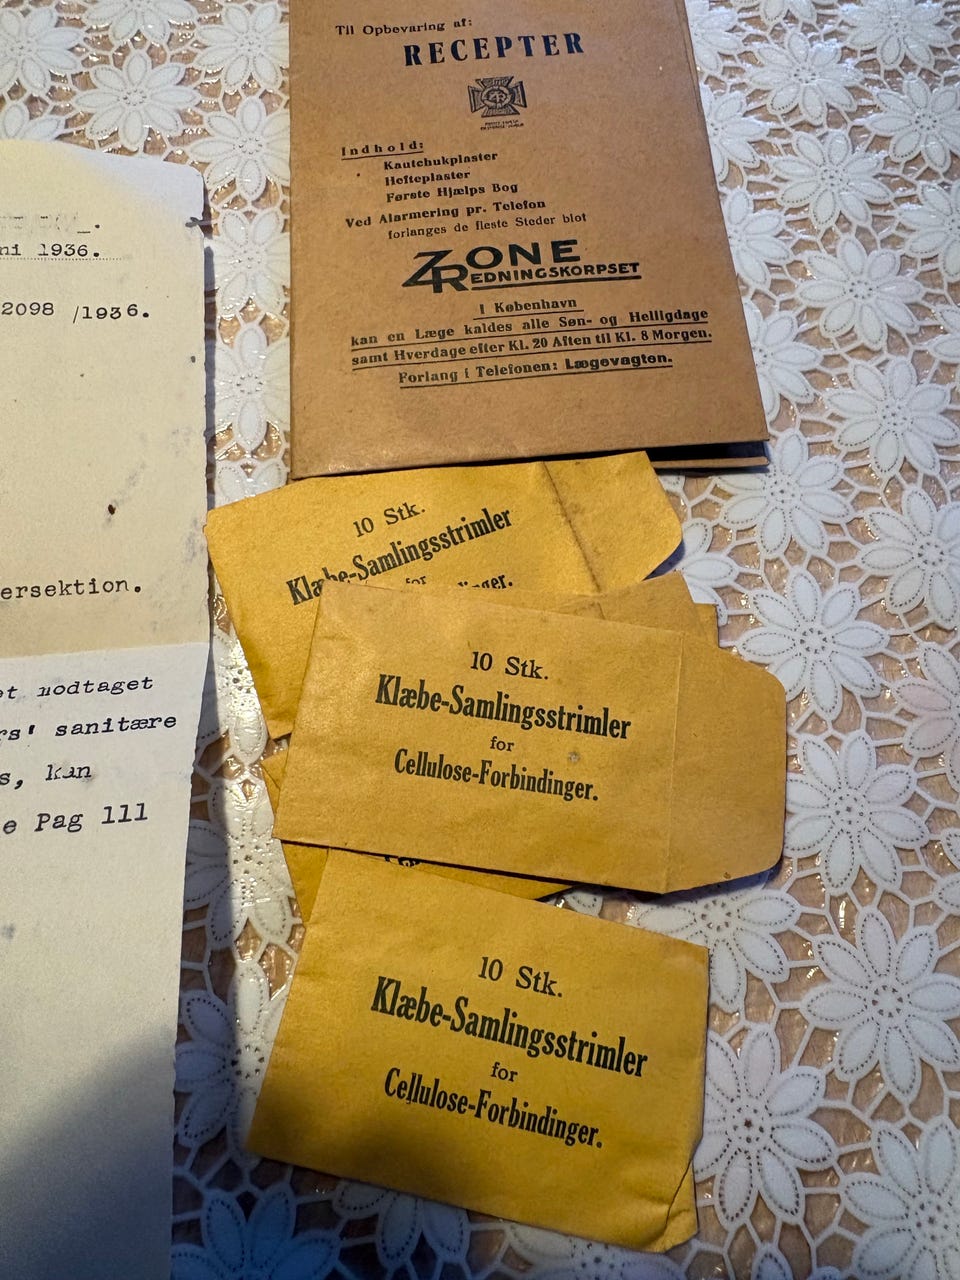 ni 1936.
2098 /1936.
ersektion.
et modtaget
rs' sanitære
s, kan
e Pag 111
Til Opbevaring af:
RECEPTER
Indhold:
Kautchukplaster
Hefteplaster
Første Hjælps Bog
Ved Alarmering pr. Telefon
forlanges de fleste Steder blot
ZONE
REDNINGSKORPSET
I København
kan en Læge kaldes alle Søn- og Helligdage
samt Hverdage efter Kl. 20 Aften til Kl. 8 Morgen.
Forlang i Telefonen: Lægevagten.
10 Stk.
Klæbe-Samlingsstrimler
for
inger.
10 Stk.
Klæbe-Samlingsstrimler
for
Cellulose-Forbindinger.
10 Stk.
Klæbe-Samlingsstrimler
for
Cellulose-Forbindinger.